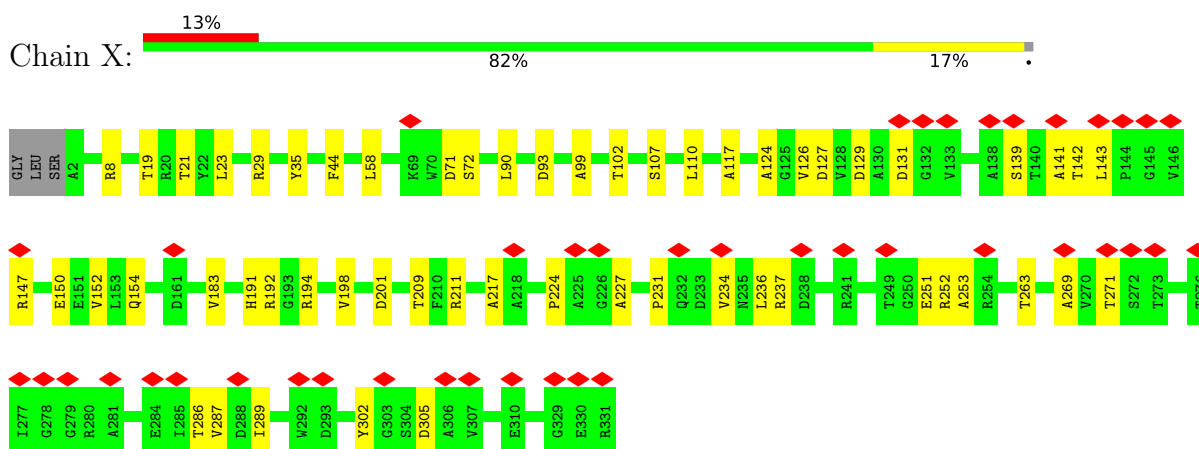 13%
Chain X:
82%
17%
•
GLY LEU SER A2 R8 T19 R20 T21 Y22 L23 R29 Y35 F44 L58 K69 W70 D71 S72 L90 D93 A99 T102 S107 L110 A117 A124 G125 V126 D127 V128 D129 A130 D131 G132 V133 A138 S139 T140 A141 T142 L143 P144 G145 V146
R147 E150 E151 V152 L153 Q154 D161 V183 H191 R192 G193 R194 V198 D201 T209 F210 R211 A217 A218 P224 A225 G226 A227 P231 Q232 D233 V234 N235 L236 R237 D238 R241 T249 G250 E251 R252 A253 R254 T263 A269 V270 T271 S272 T273
I277 G278 G279 R280 A281 E284 I285 T286 V287 D288 I289 W292 D293 Y302 G303 S304 D305 A306 V307 E310 G329 E330 R331